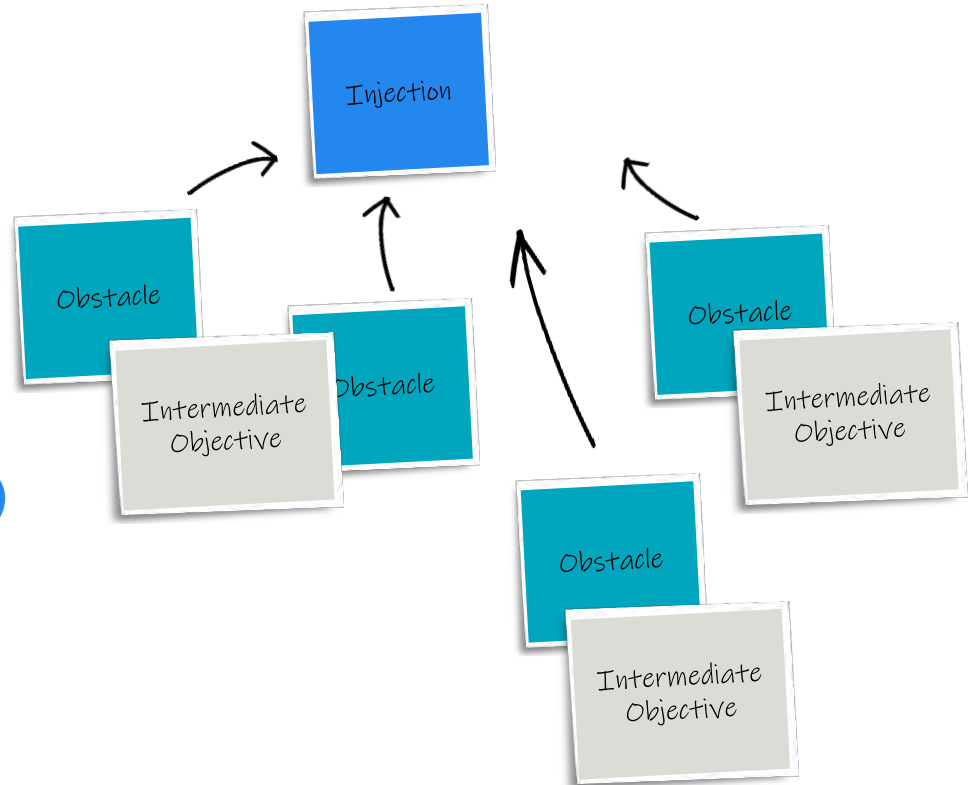 Injection
Obstacle
Obstacle
Intermediate
Objective
Obstacle
Intermediate
Objective
Obstacle
Intermediate
Objective